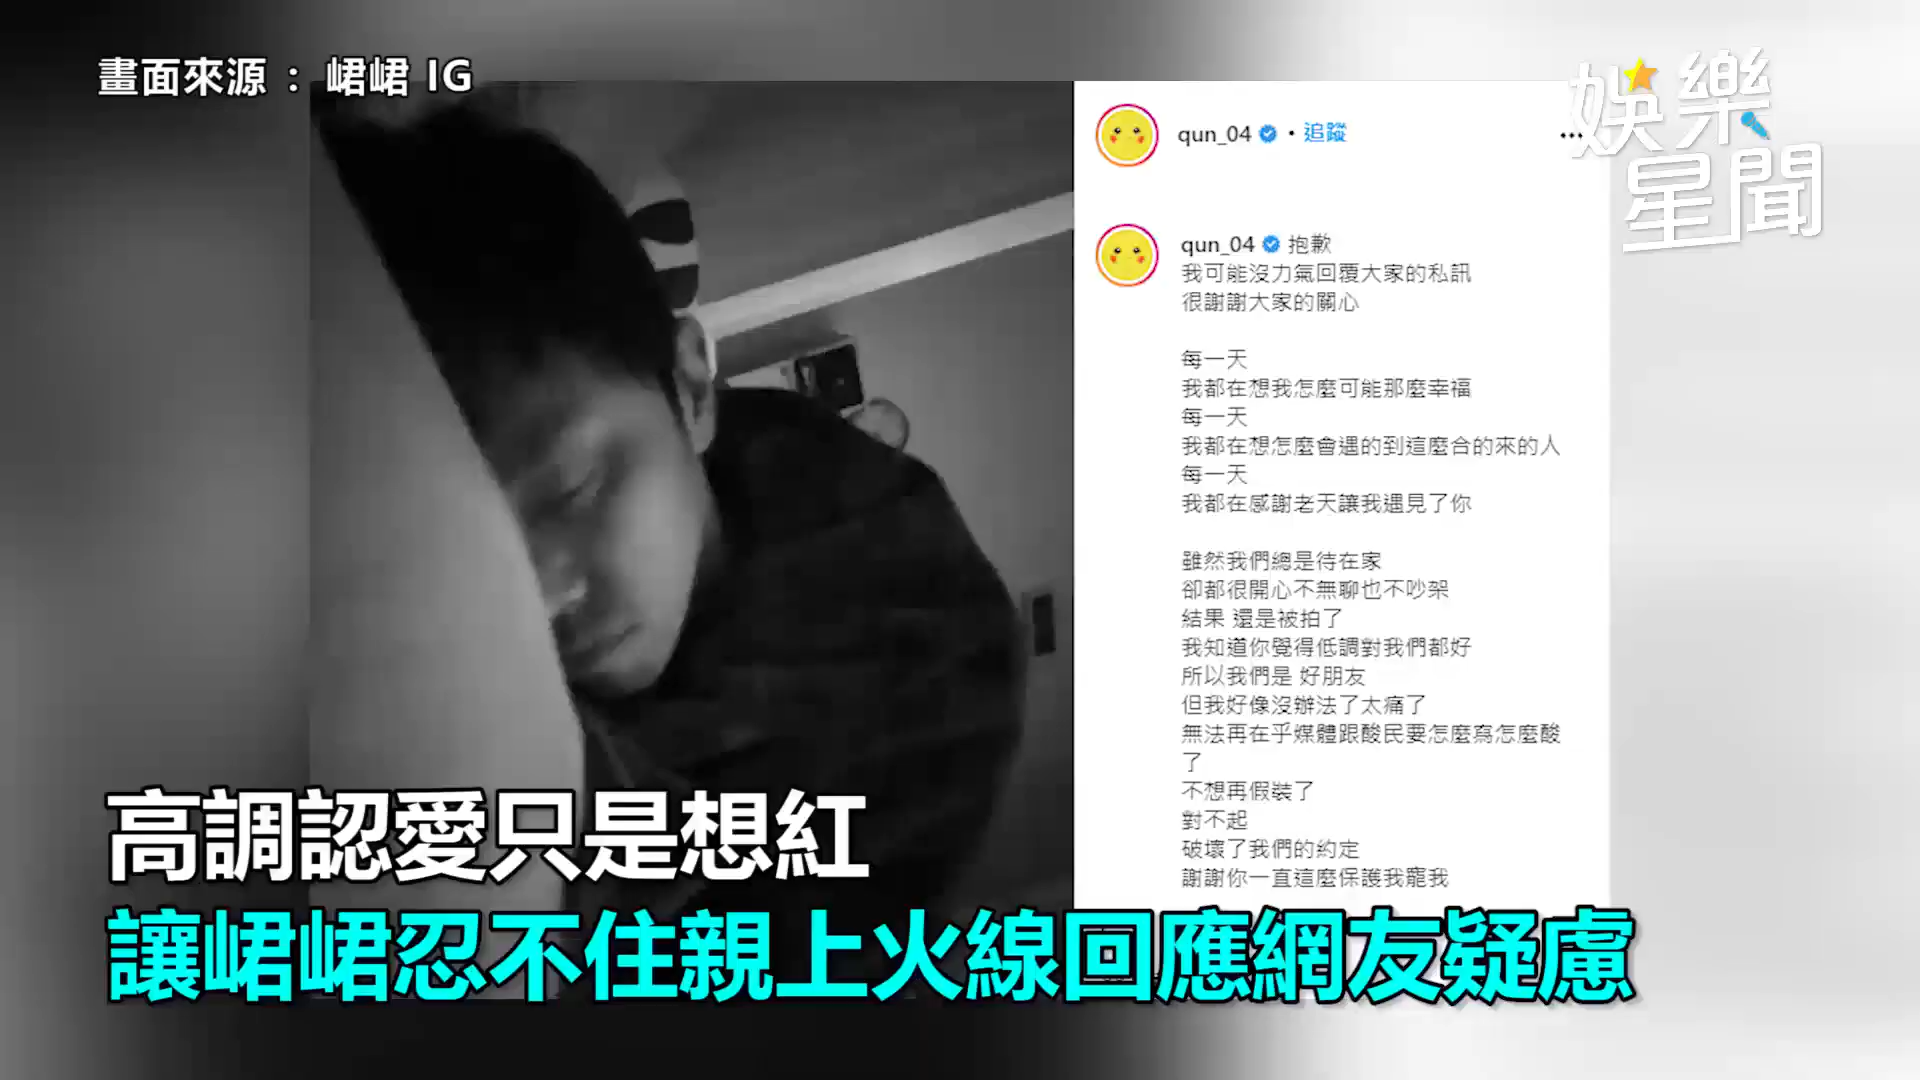 畫面來源 : 峮峮 IG
娛樂
星聞
qun_04 • 追蹤
qun_04 抱歉
我可能沒力氣回覆大家的私訊
很謝謝大家的關心
每一天
我都在想我怎麼可能那麼幸福
每一天
我都在想怎麼會遇的到這麼合的來的人
每一天
我都在感謝老天讓我遇見了你
雖然我們總是待在家
卻都很開心不無聊也不吵架
結果 還是被拍了
我知道你覺得低調對我們都好
所以我們是 好朋友
但我好像沒辦法了太痛了
無法再在乎媒體跟酸民要怎麼寫怎麼酸
了
不想再假裝了
對不起
破壞了我們的約定
謝謝你一直這麼保護我寵我
高調認愛只是想紅
讓峮峮忍不住親上火線回應網友疑慮